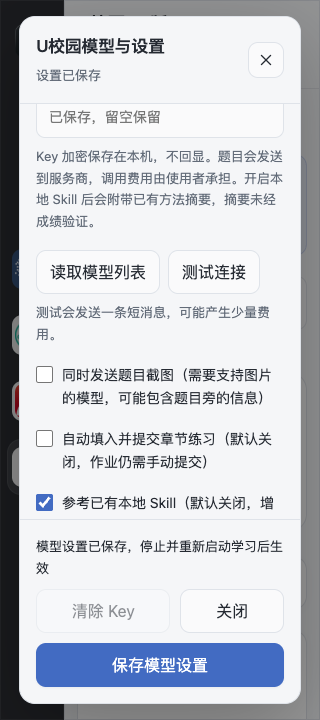 U校园模型与设置
设置已保存
已保存，留空保留
Key 加密保存在本机，不回显。题目会发送
到服务商，调用费用由使用者承担。开启本
地 Skill 后会附带已有方法摘要，摘要未经
成绩验证。
读取模型列表
测试连接
测试会发送一条短消息，可能产生少量费
用。
同时发送题目截图（需要支持图片
的模型，可能包含题目旁的信息）
自动填入并提交章节练习（默认关
闭，作业仍需手动提交）
参考已有本地 Skill（默认关闭，增
模型设置已保存，停止并重新启动学习后生
效
清除 Key
关闭
保存模型设置